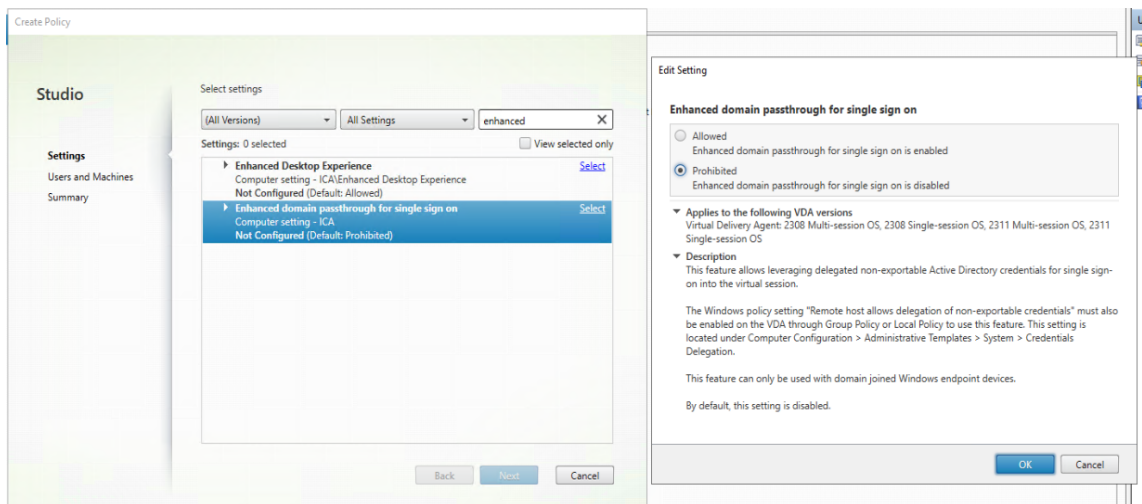 Create Policy
Studio
Settings
Users and Machines
Summary
Select settings
(All Versions)
All Settings
enhanced
Settings: 0 selected
View selected only
Enhanced Desktop Experience
Select
Computer setting - ICA\Enhanced Desktop Experience
Not Configured (Default: Allowed)
Enhanced domain passthrough for single sign on
Select
Computer setting - ICA
Not Configured (Default: Prohibited)
Back
Next
Cancel
Edit Setting
Enhanced domain passthrough for single sign on
Allowed
Enhanced domain passthrough for single sign on is enabled
Prohibited
Enhanced domain passthrough for single sign on is disabled
Applies to the following VDA versions
Virtual Delivery Agent: 2308 Multi-session OS, 2308 Single-session OS, 2311 Multi-session OS, 2311
Single-session OS
Description
This feature allows leveraging delegated non-exportable Active Directory credentials for single sign-
on into the virtual session.
The Windows policy setting "Remote host allows delegation of non-exportable credentials" must also
be enabled on the VDA through Group Policy or Local Policy to use this feature. This setting is
located under Computer Configuration > Administrative Templates > System > Credentials
Delegation.
This feature can only be used with domain joined Windows endpoint devices.
By default, this setting is disabled.
OK
Cancel